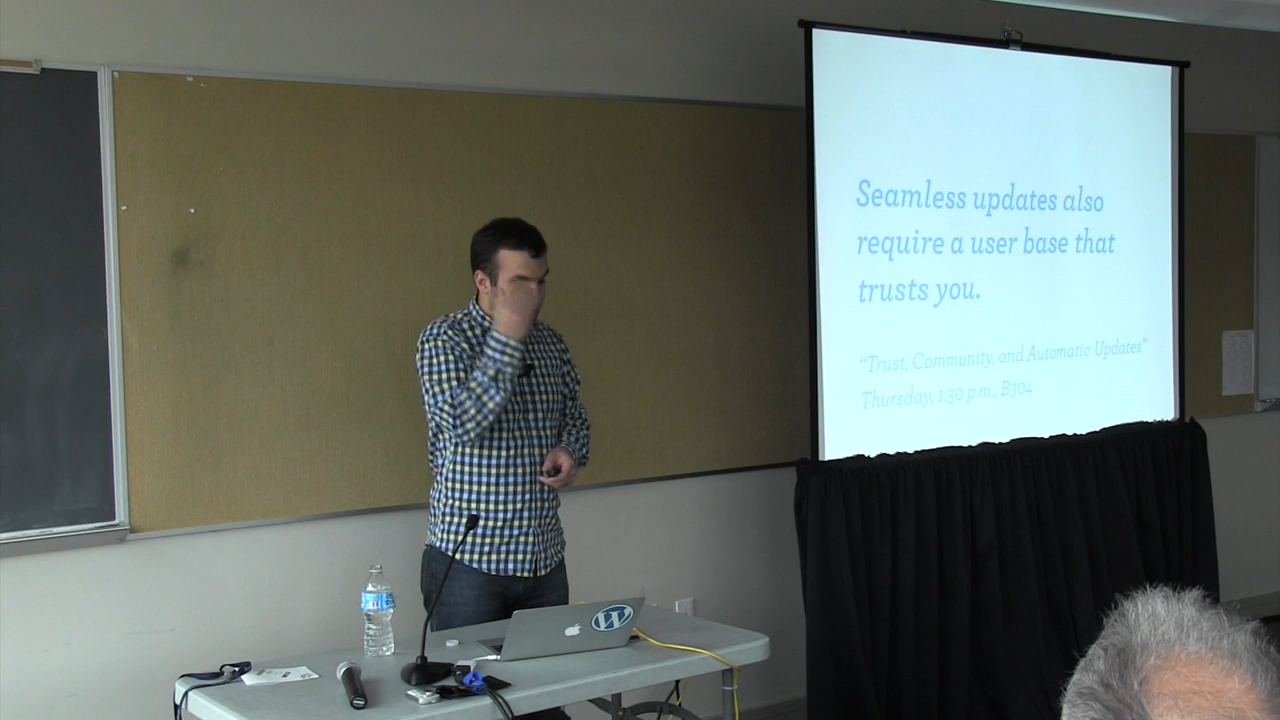 Seamless updates also
require a user base that
trusts you.
“Trust, Community, and Automatic Updates”
Thursday, 1:30 p.m., B304
W